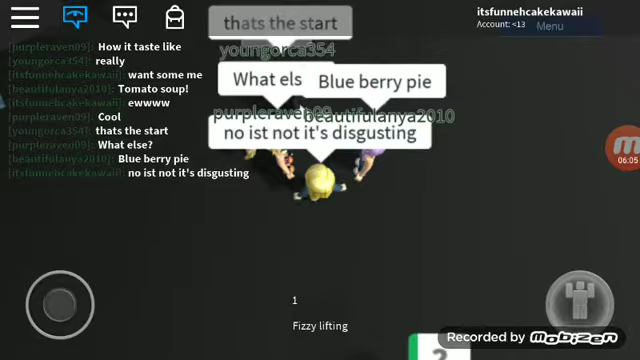 itsfunnehcakekawaii
Account: <13
Menu
[purpleraven09]: How it taste like
[youngorca354]: really
[itsfunnehcakekawaii]: want some me
[beautifulanya2010]: Tomato soup!
[itsfunnehcakekawaii]: ewwww
[purpleraven09]: Cool
[youngorca354]: thats the start
[purpleraven09]: What else?
[beautifulanya2010]: Blue berry pie
[itsfunnehcakekawaii]: no ist not it's disgusting
thats the start
youngorca354
What els
Blue berry pie
purpleraven09
beautifulanya2010
no ist not it's disgusting
06:05
1
Fizzy lifting
2
Recorded by Mobizen